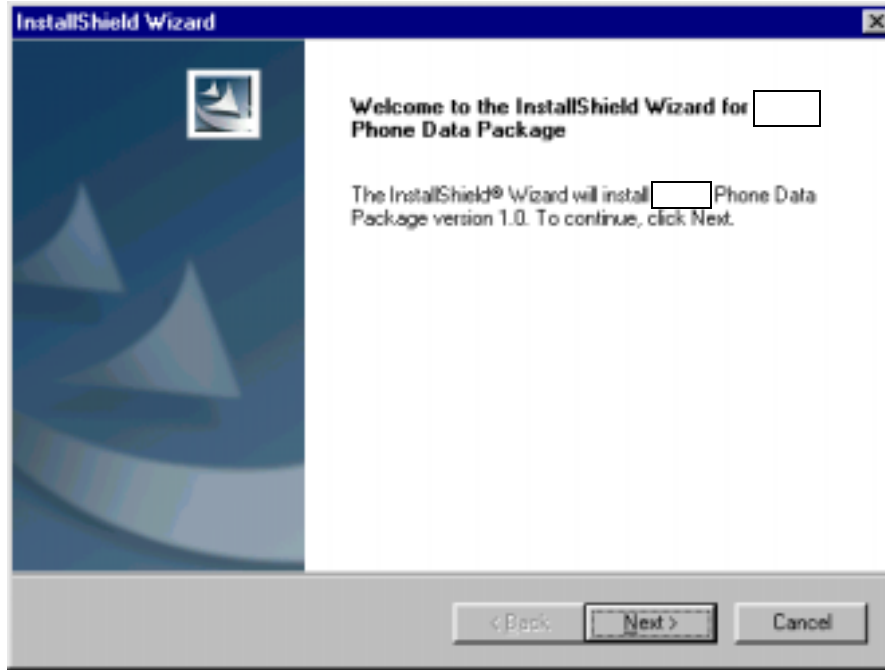 InstallShield Wizard
Welcome to the InstallShield Wizard for
Phone Data Package
The InstallShield® Wizard will install Phone Data
Package version 1.0. To continue, click Next.
< Back Next > Cancel